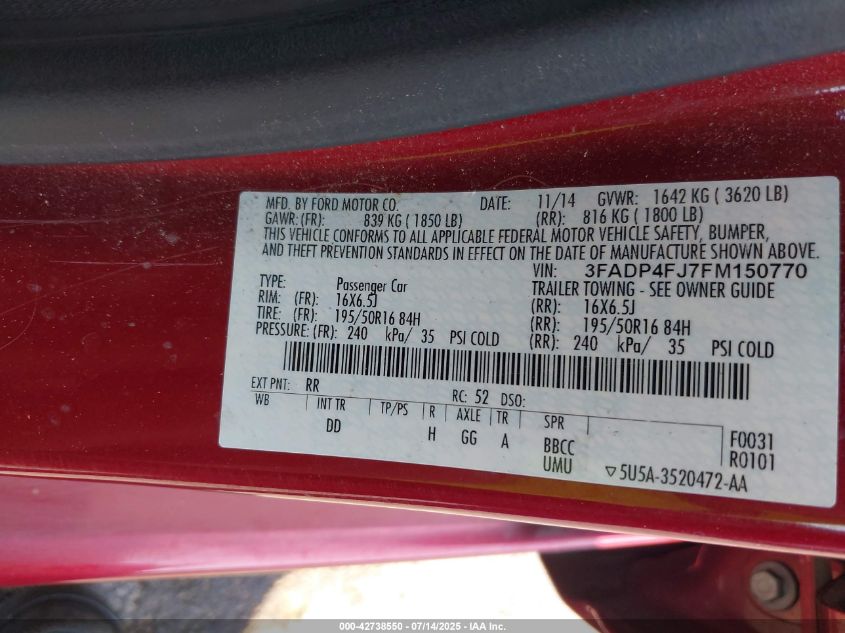 MFD. BY FORD MOTOR CO. DATE: 11/14 GVWR: 1642 KG ( 3620 LB)
GAWR: (FR): 839 KG ( 1850 LB) (RR): 816 KG ( 1800 LB)
THIS VEHICLE CONFORMS TO ALL APPLICABLE FEDERAL MOTOR VEHICLE SAFETY, BUMPER,
AND THEFT PREVENTION STANDARDS IN EFFECT ON THE DATE OF MANUFACTURE SHOWN ABOVE.
VIN: 3FADP4FJ7FM150770
TYPE: Passenger Car TRAILER TOWING - SEE OWNER GUIDE
RIM: (FR): 16X6.5J (RR): 16X6.5J
TIRE: (FR): 195/50R16 84H (RR): 195/50R16 84H
PRESSURE: (FR): 240 kPa/ 35 PSI COLD (RR): 240 kPa/ 35 PSI COLD
EXT PNT: RR RC: 52 DSO:
WB INT TR TP/PS R AXLE TR SPR
DD H GG A BBCC F0031
UMU R0101
▽5U5A-3520472-AA
000-42738550 - 07/14/2025 - IAA Inc.